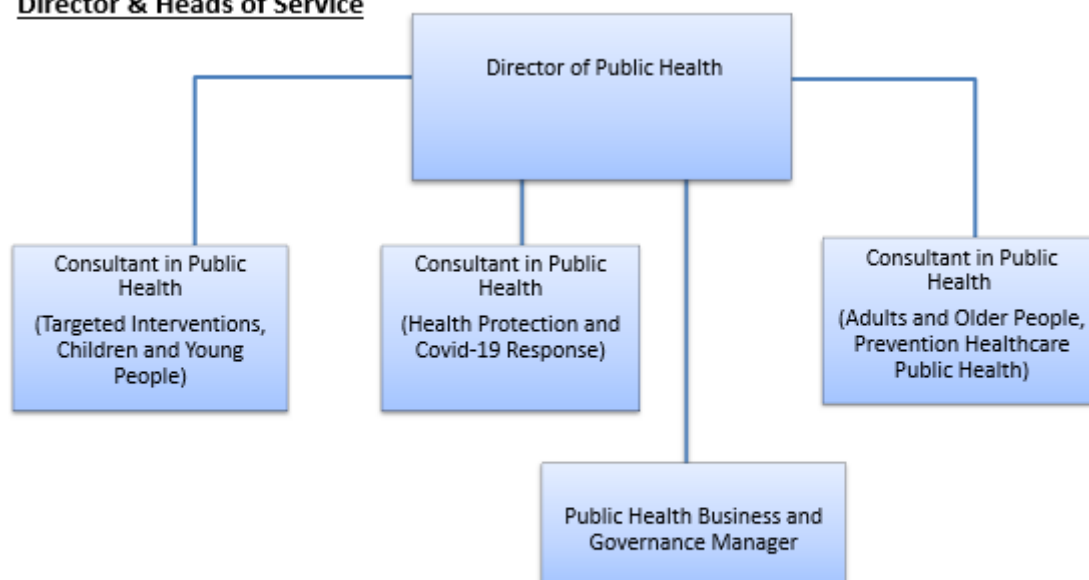 Director & Heads of Service
Director of Public Health
Consultant in Public
Health
(Targeted Interventions,
Children and Young
People)
Consultant in Public
Health
(Health Protection and
Covid-19 Response)
Consultant in Public
Health
(Adults and Older People,
Prevention Healthcare
Public Health)
Public Health Business and
Governance Manager